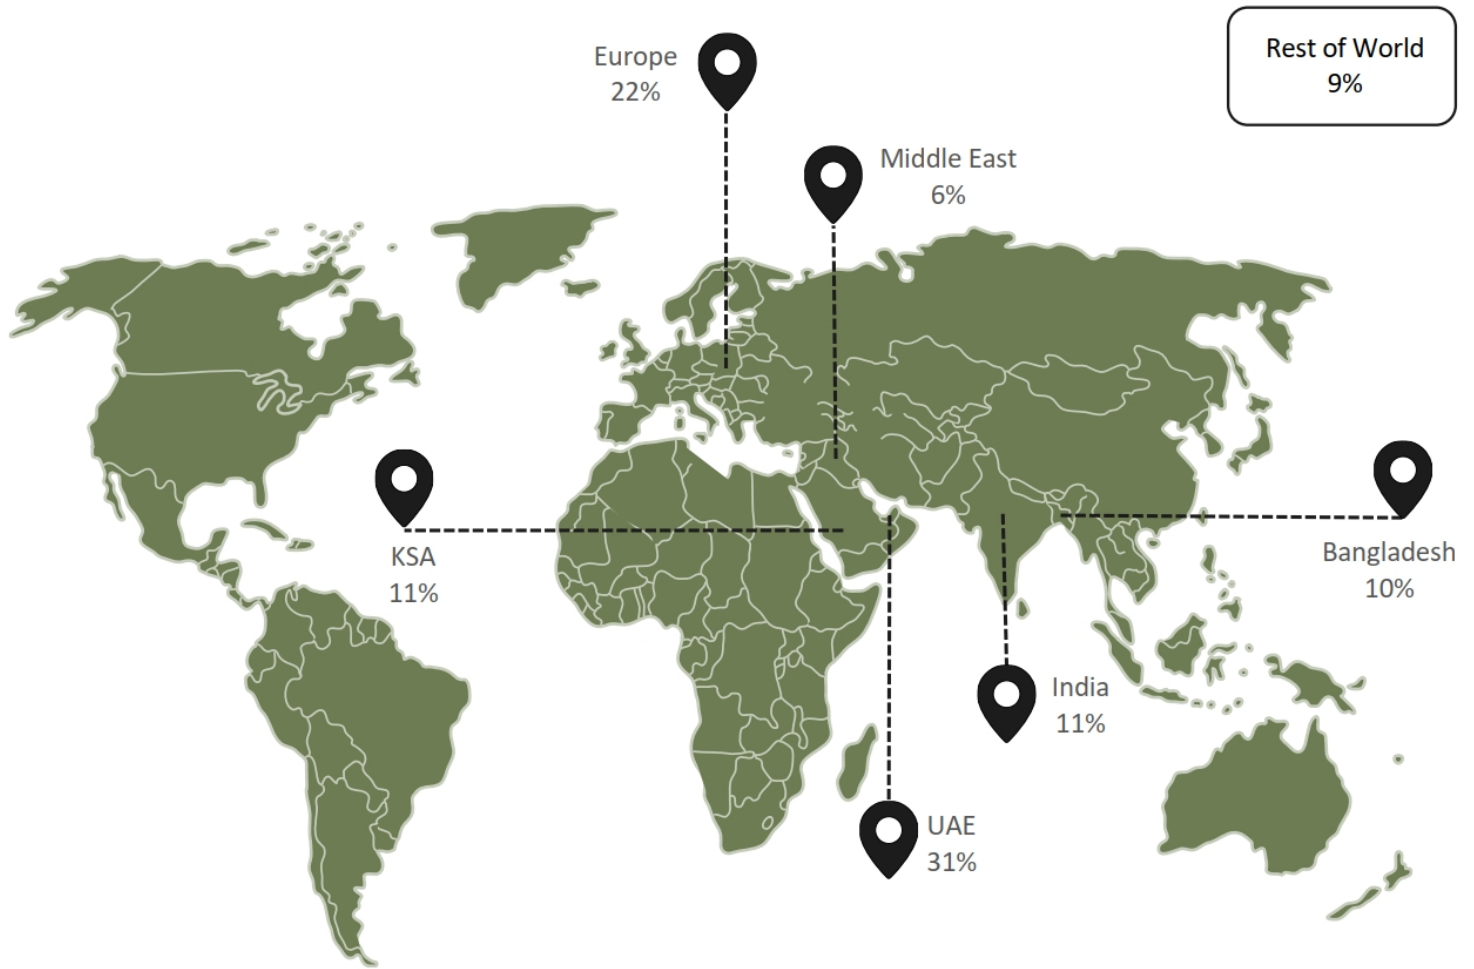 Europe
22%
Rest of World
9%
Middle East
6%
KSA
11%
Bangladesh
10%
India
11%
UAE
31%